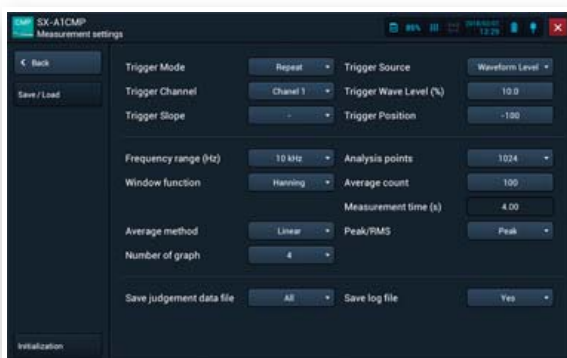 CMP SX-A1CMP
Measurement settings
85%
12:29
Back
Save / Load
Trigger Mode Repeat Trigger Source Waveform Level
Trigger Channel Chanel 1 Trigger Wave Level (%) 10.0
Trigger Slope - Trigger Position -100
Frequency range (Hz) 10 kHz Analysis points 1024
Window function Hanning Average count 100
Measurement time (s) 4.00
Average method Linear Peak/RMS Peak
Number of graph 4
Save judgement data file All Save log file Yes
Initialization